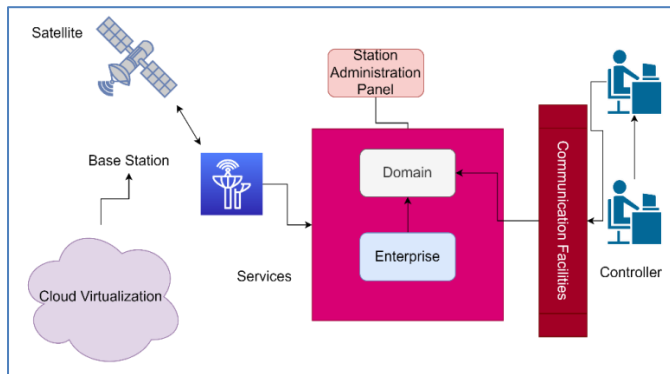 Satellite
Station
Administration
Panel
Base Station
Domain
Communication Facilities
Enterprise
Services
Controller
Cloud Virtualization